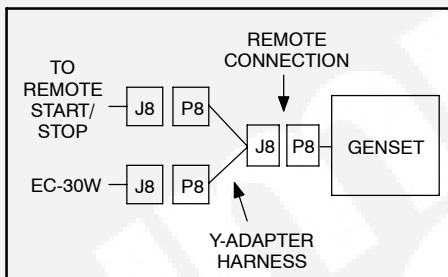 REMOTE
CONNECTION
TO
REMOTE
START/
STOP
J8 P8
J8 P8
GENSET
EC-30W
J8 P8
Y-ADAPTER
HARNESS